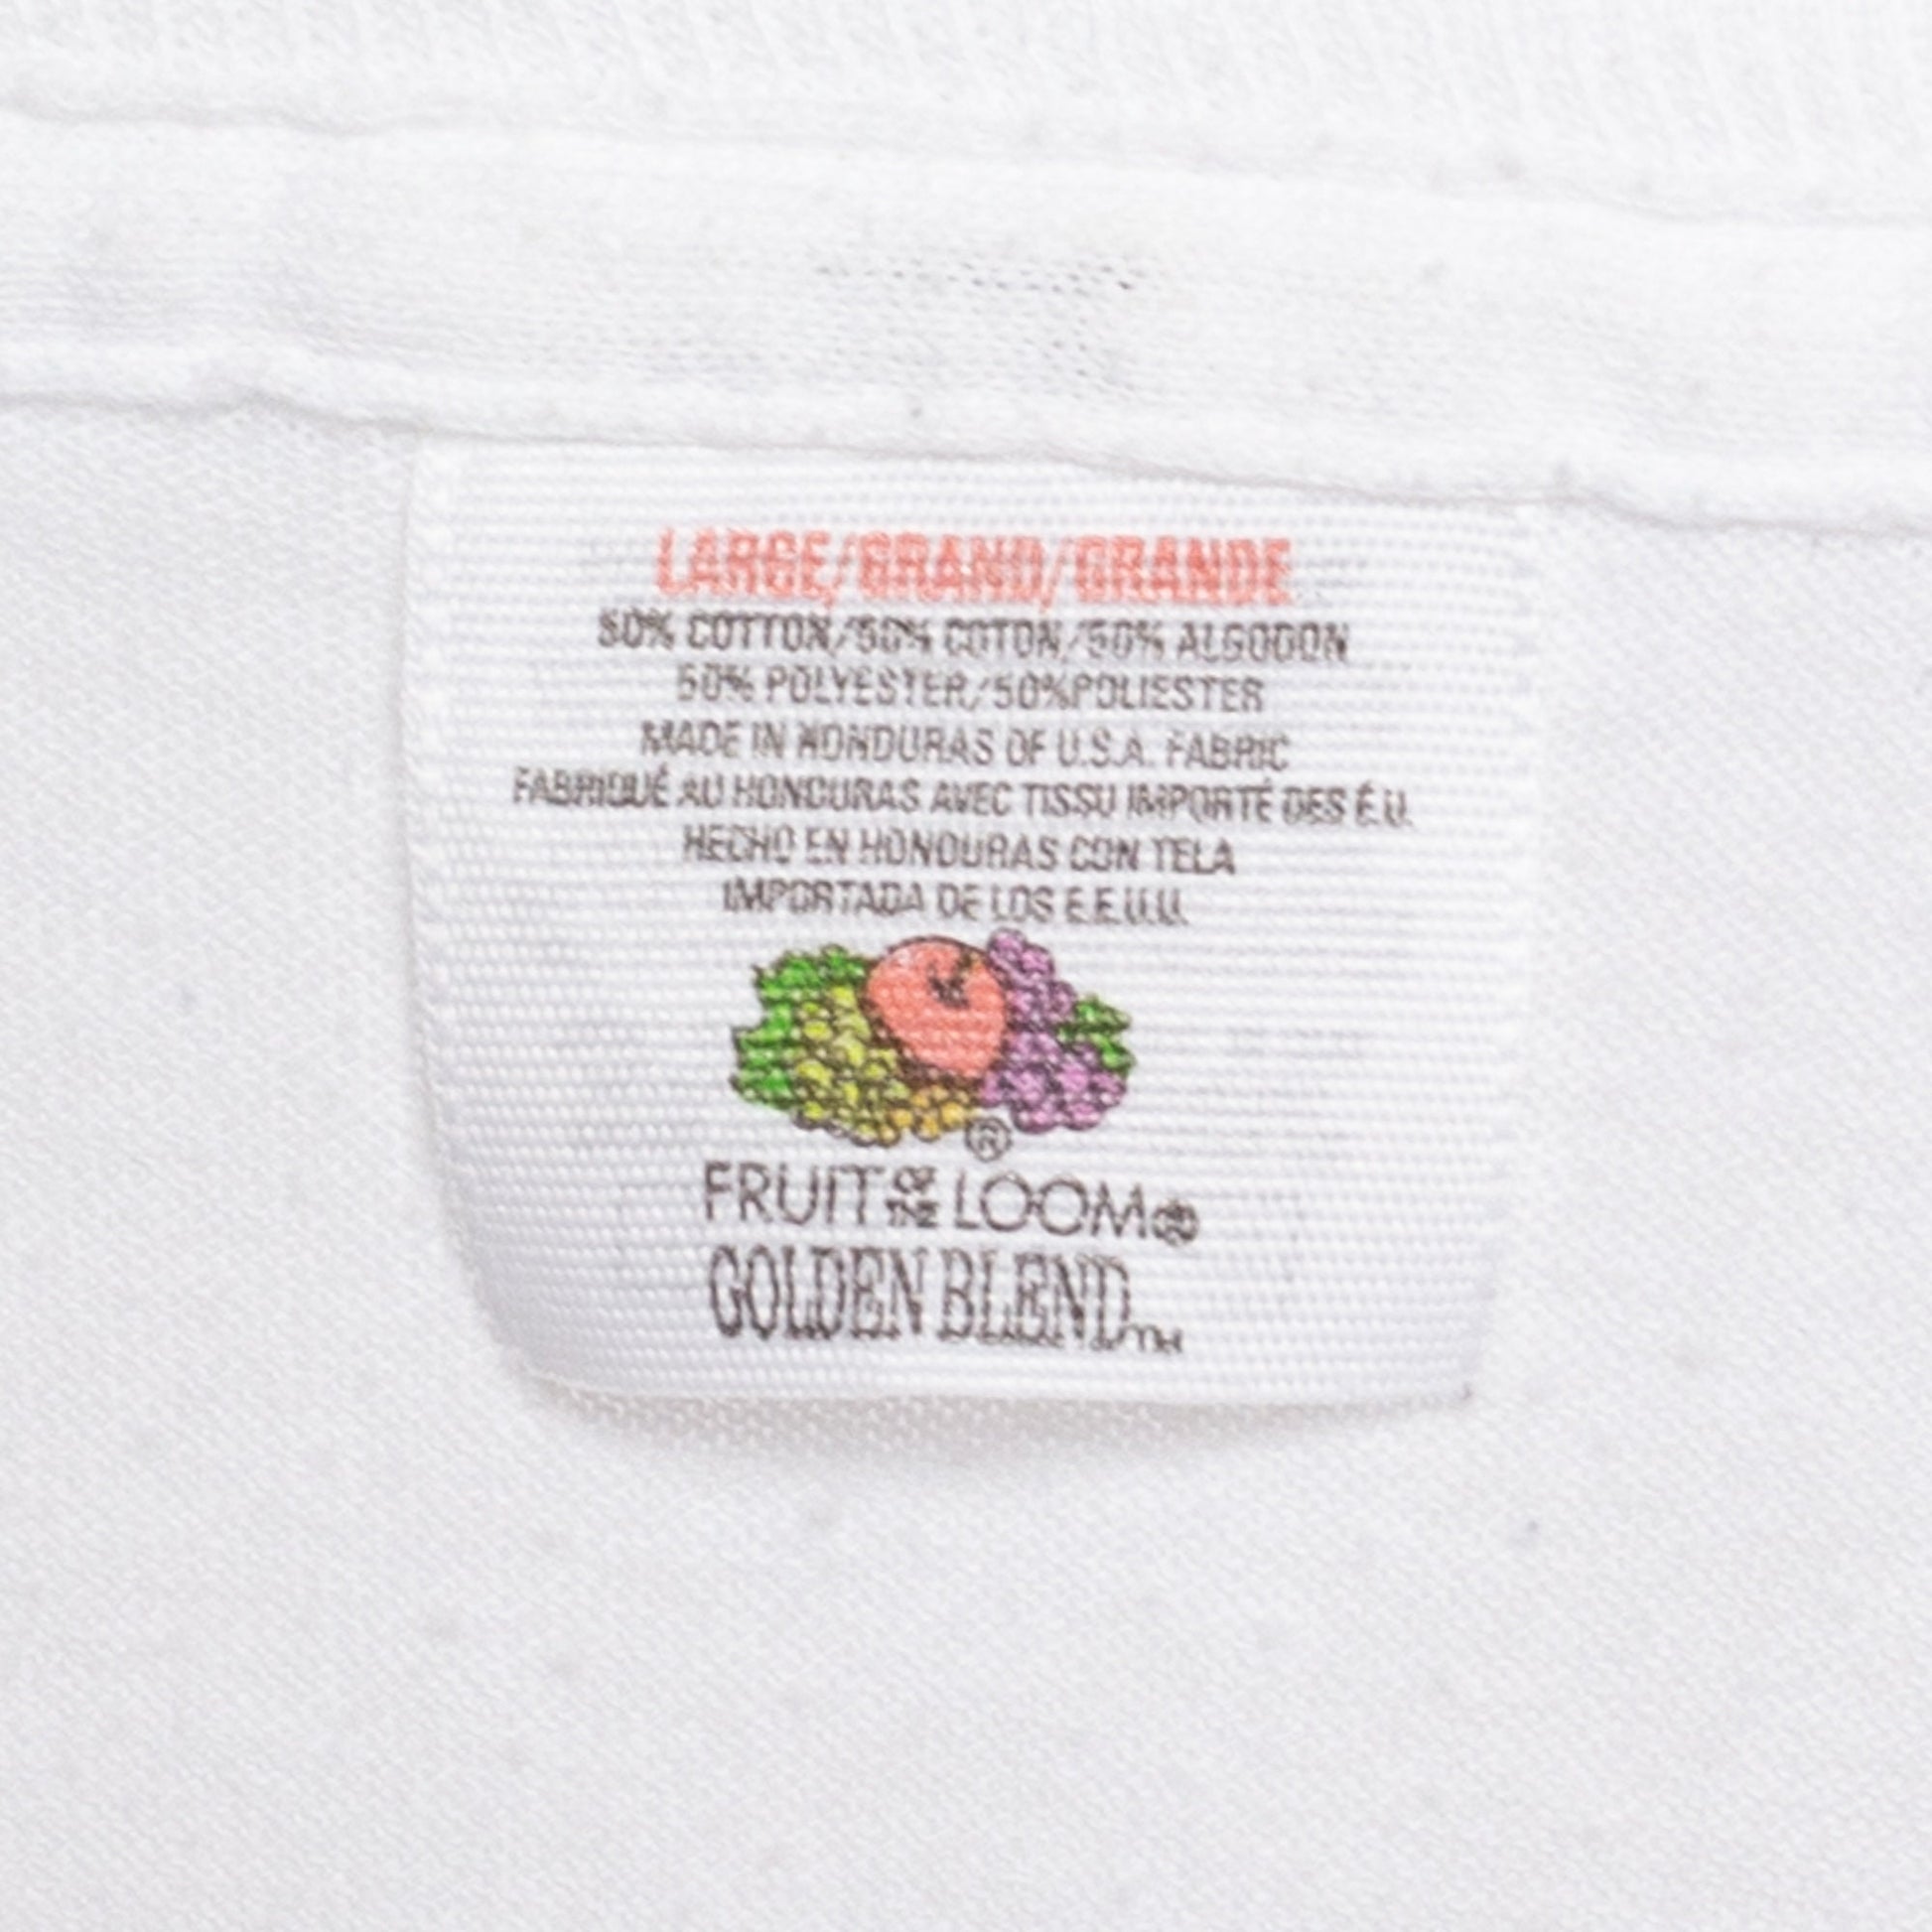 LARGE/GRAND/GRANDE
50% COTTON/50% COTON/50% ALGODON
50% POLYESTER/50%POLIESTER
MADE IN HONDURAS OF U.S.A. FABRIC
FABRIQUÉ AU HONDURAS AVEC TISSU IMPORTÉ DES É.U.
HECHO EN HONDURAS CON TELA
IMPORTADA DE LOS E.E.U.U.
®
FRUIT OF THE LOOM®
GOLDEN BLEND™